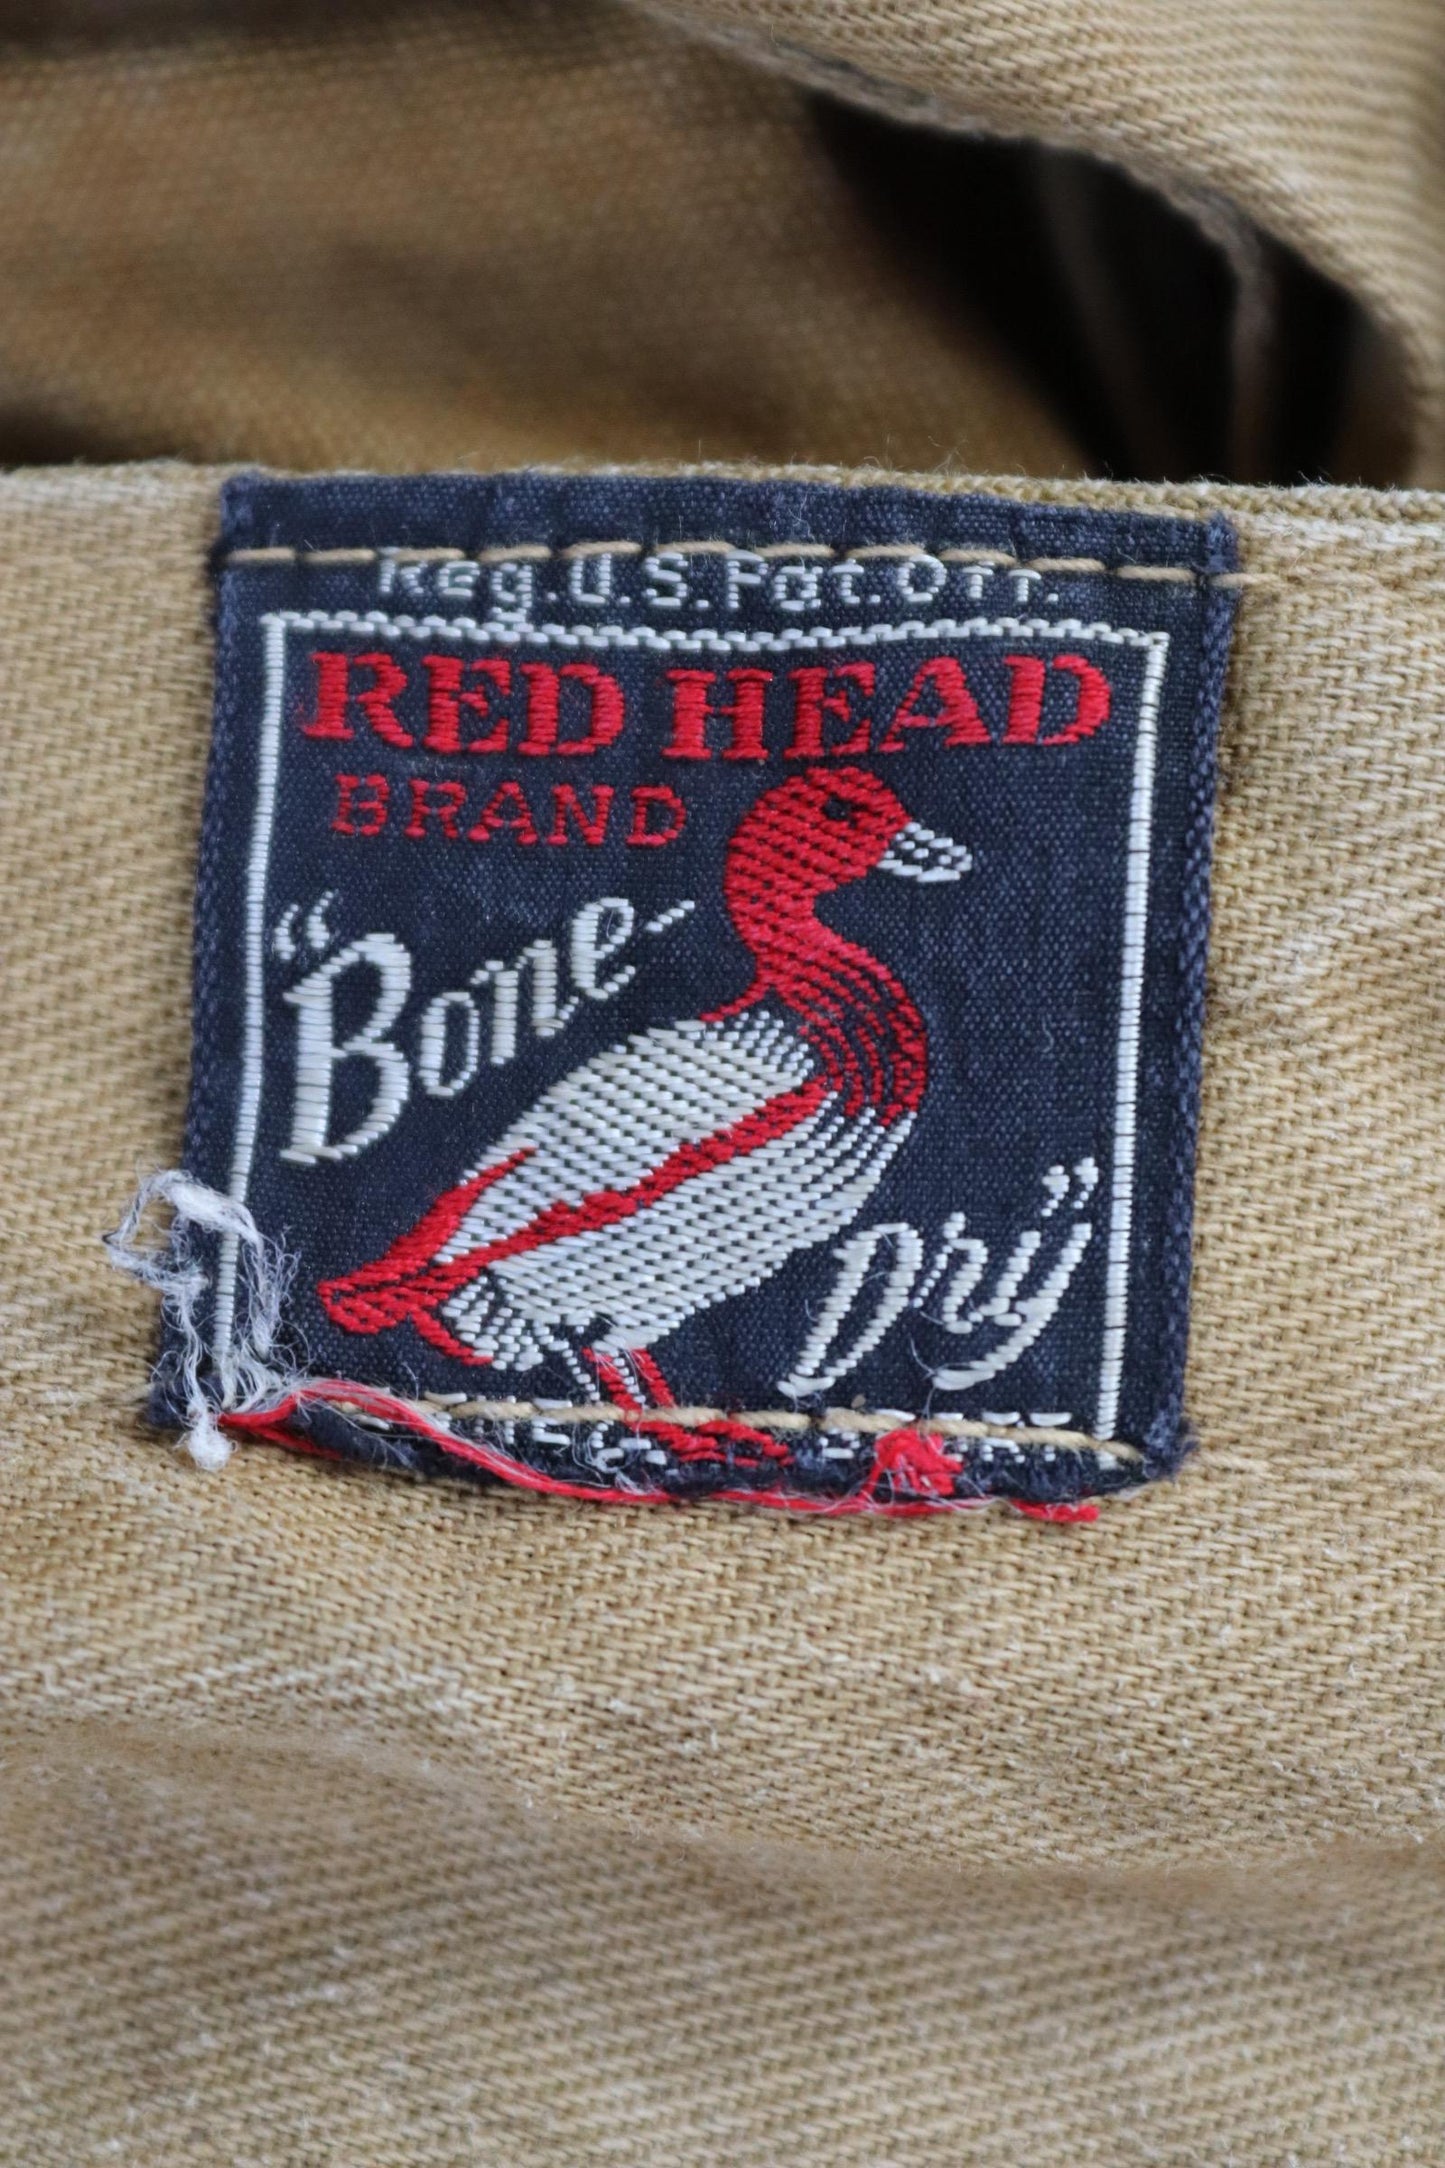 Reg. U.S. Pat. Off.
RED HEAD
BRAND
"Bone-
Dry"